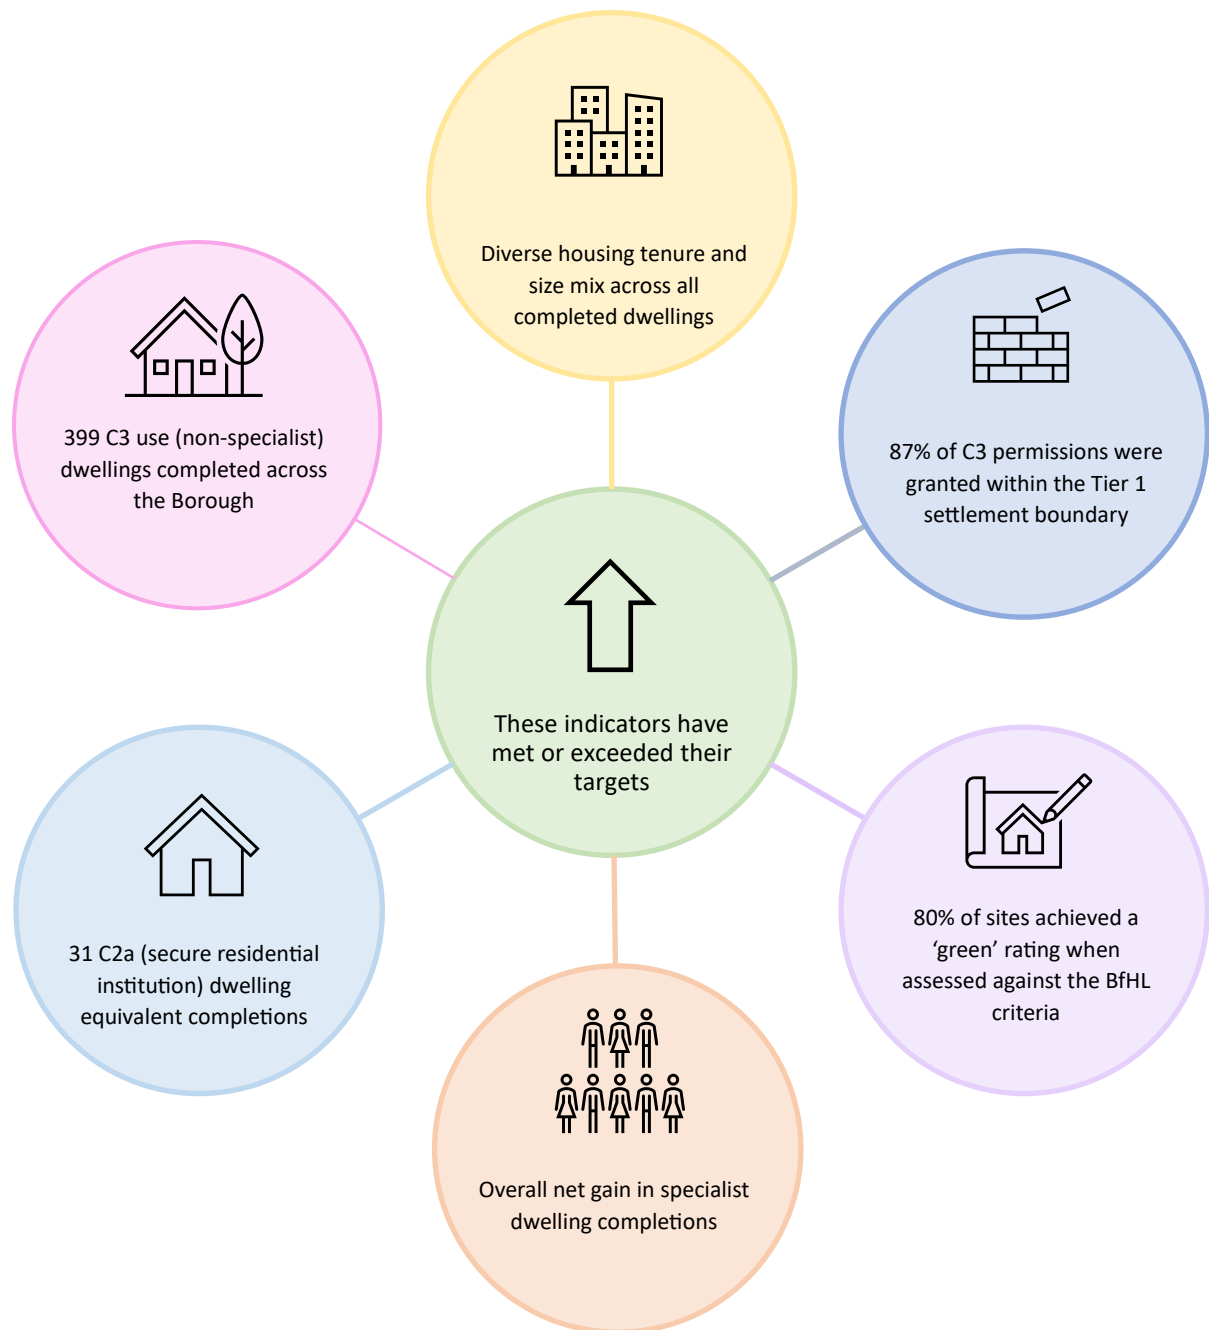 Diverse housing tenure and
size mix across all
completed dwellings
399 C3 use (non-specialist)
dwellings completed across
the Borough
87% of C3 permissions were
granted within the Tier 1
settlement boundary
These indicators have
met or exceeded their
targets
31 C2a (secure residential
institution) dwelling
equivalent completions
80% of sites achieved a
‘green’ rating when
assessed against the BfHL
criteria
Overall net gain in specialist
dwelling completions